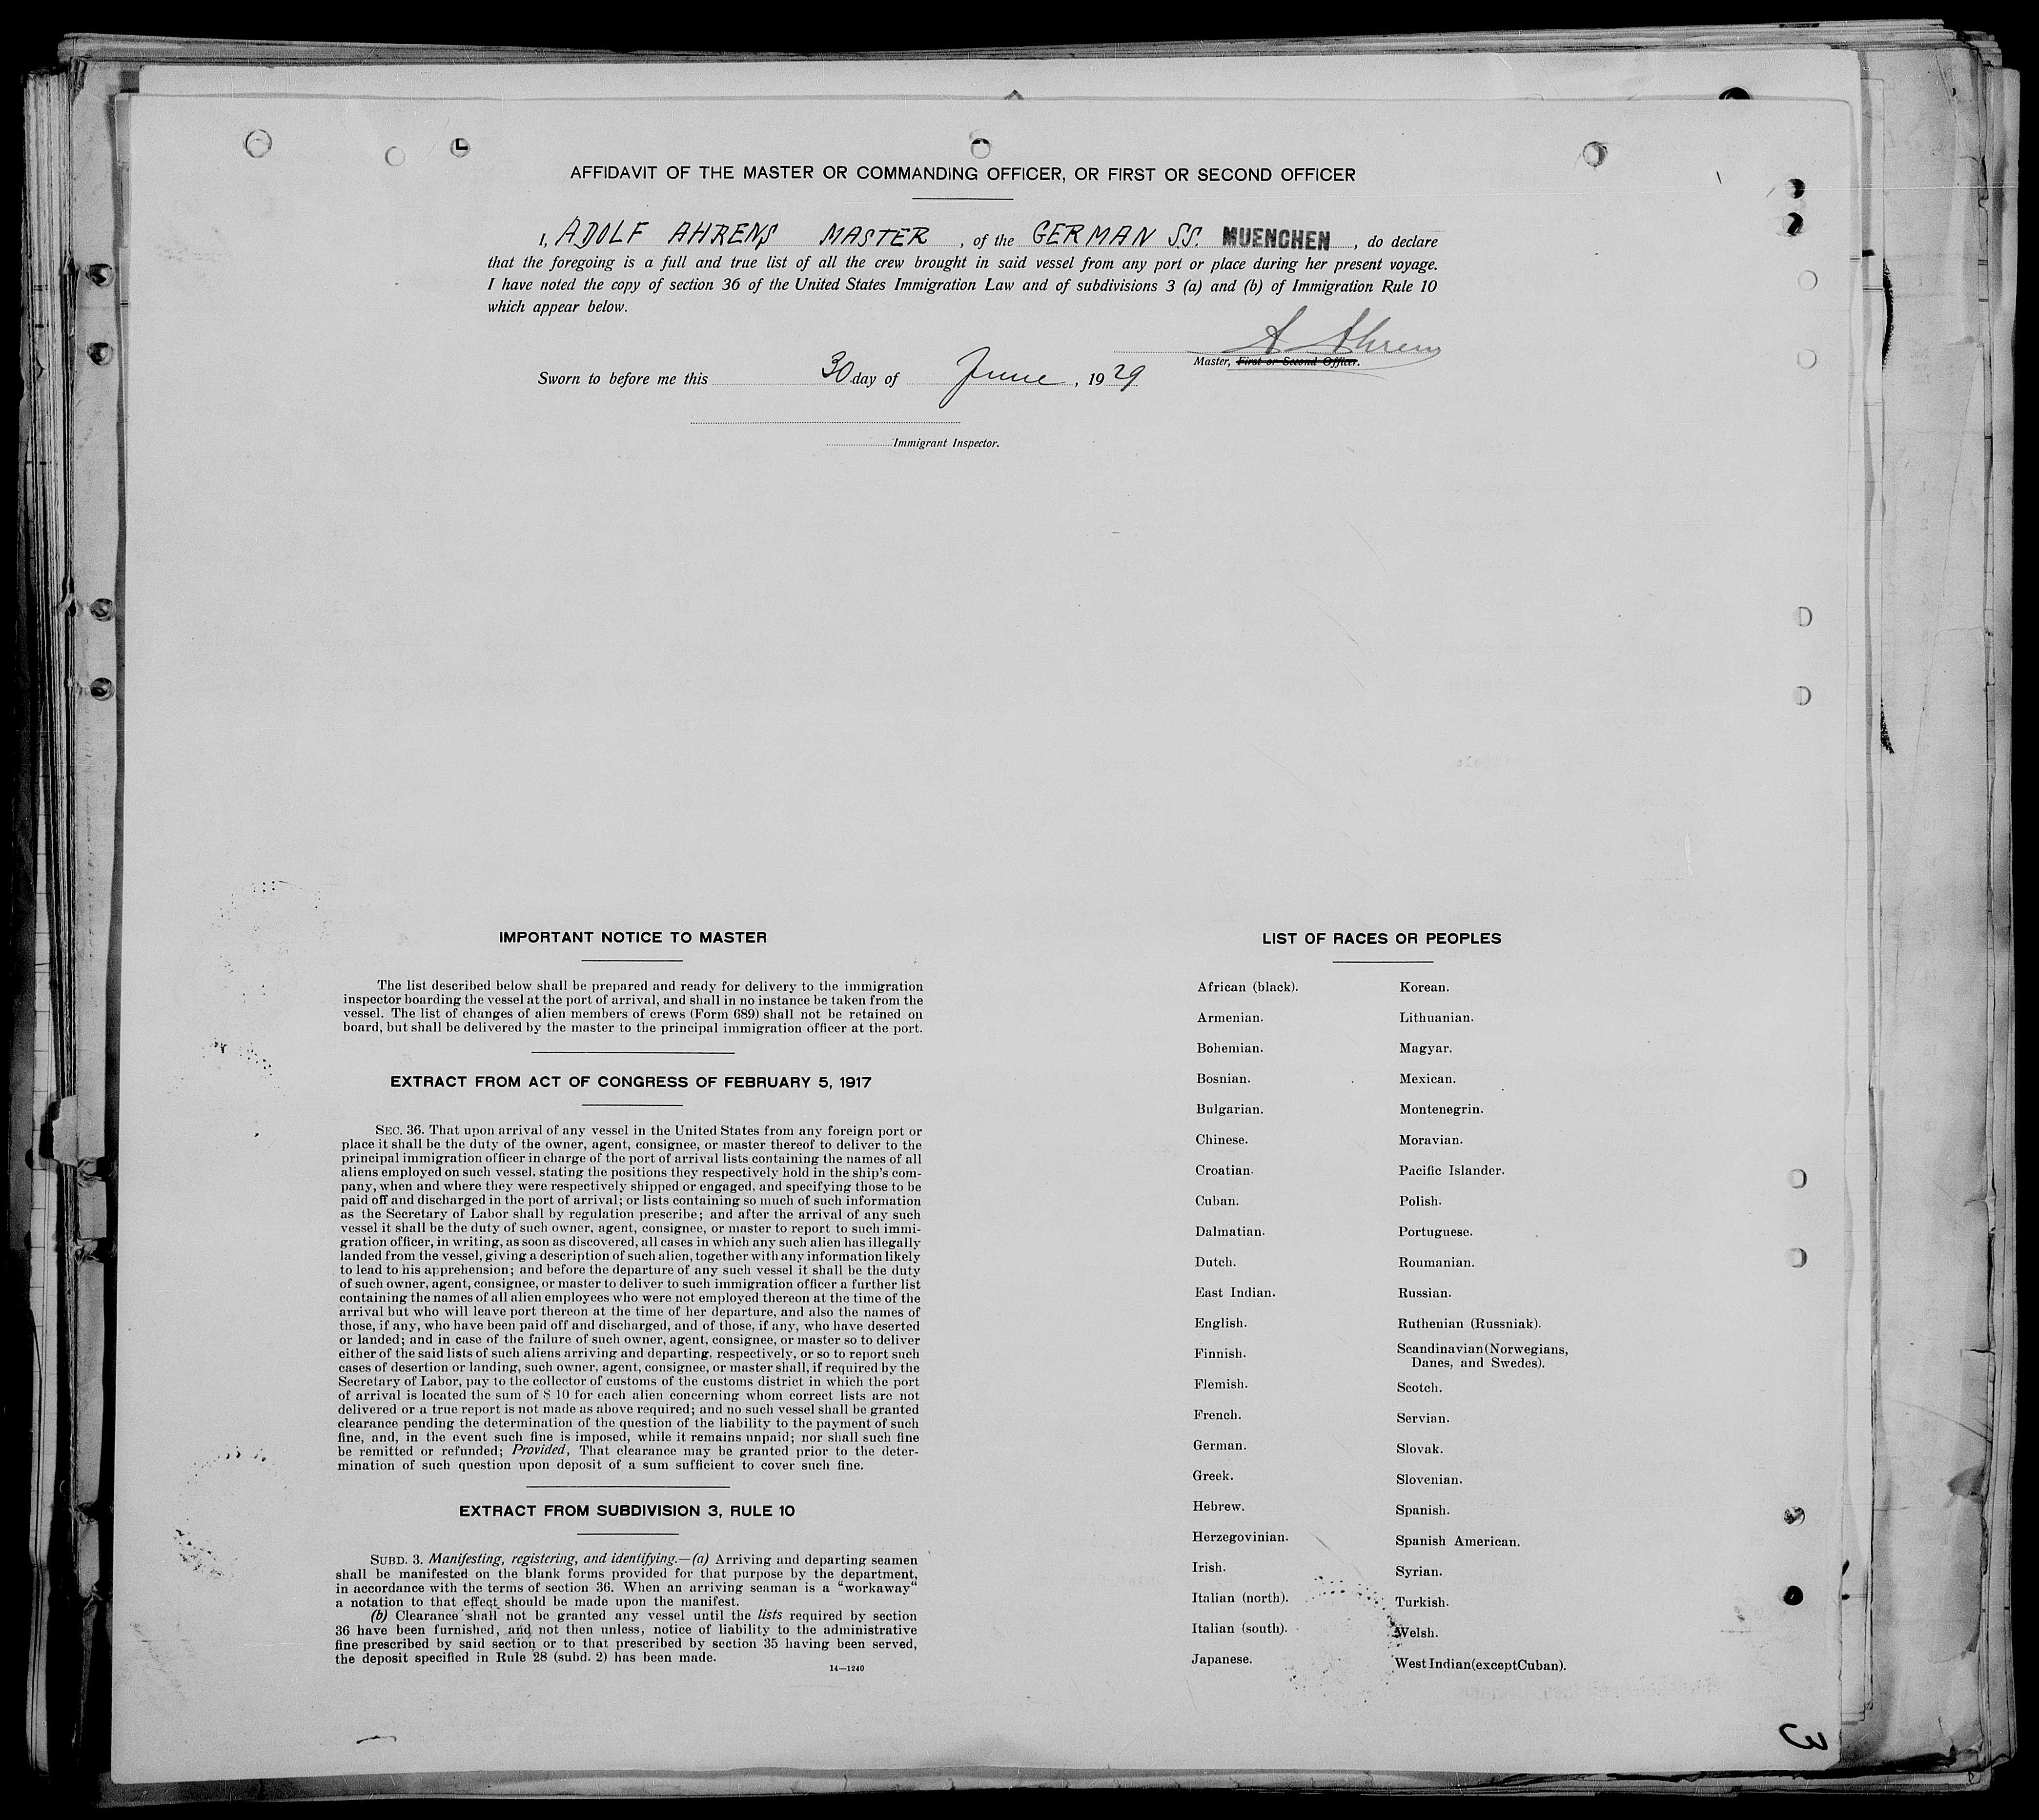 AFFIDAVIT OF THE MASTER OR COMMANDING OFFICER, OR FIRST OR SECOND OFFICER
I, ADOLF AHRENS MASTER, of the GERMAN SS. MUENCHEN, do declare
that the foregoing is a full and true list of all the crew brought in said vessel from any port or place during her present voyage.
I have noted the copy of section 36 of the United States Immigration Law and of subdivisions 3 (a) and (b) of Immigration Rule 10
which appear below.
A Ahrens
Master, First or Second Officer.
Sworn to before me this 30 day of June, 1929
Immigrant Inspector.
IMPORTANT NOTICE TO MASTER
The list described below shall be prepared and ready for delivery to the immigration
inspector boarding the vessel at the port of arrival, and shall in no instance be taken from the
vessel. The list of changes of alien members of crews (Form 689) shall not be retained on
board, but shall be delivered by the master to the principal immigration officer at the port.
EXTRACT FROM ACT OF CONGRESS OF FEBRUARY 5, 1917
SEC. 36. That upon arrival of any vessel in the United States from any foreign port or
place it shall be the duty of the owner, agent, consignee, or master thereof to deliver to the
principal immigration officer in charge of the port of arrival lists containing the names of all
aliens employed on such vessel, stating the positions they respectively hold in the ship's com-
pany, when and where they were respectively shipped or engaged, and specifying those to be
paid off and discharged in the port of arrival; or lists containing so much of such information
as the Secretary of Labor shall by regulation prescribe; and after the arrival of any such
vessel it shall be the duty of such owner, agent, consignee, or master to report to such immi-
gration officer, in writing, as soon as discovered, all cases in which any such alien has illegally
landed from the vessel, giving a description of such alien, together with any information likely
to lead to his apprehension; and before the departure of any such vessel it shall be the duty
of such owner, agent, consignee, or master to deliver to such immigration officer a further list
containing the names of all alien employees who were not employed thereon at the time of the
arrival but who will leave port thereon at the time of her departure, and also the names of
those, if any, who have been paid off and discharged, and of those, if any, who have deserted
or landed; and in case of the failure of such owner, agent, consignee, or master so to deliver
either of the said lists of such aliens arriving and departing, respectively, or so to report such
cases of desertion or landing, such owner, agent, consignee, or master shall, if required by the
Secretary of Labor, pay to the collector of customs of the customs district in which the port
of arrival is located the sum of $ 10 for each alien concerning whom correct lists are not
delivered or a true report is not made as above required; and no such vessel shall be granted
clearance pending the determination of the question of the liability to the payment of such
fine, and, in the event such fine is imposed, while it remains unpaid; nor shall such fine
be remitted or refunded; Provided, That clearance may be granted prior to the deter-
mination of such question upon deposit of a sum sufficient to cover such fine.
EXTRACT FROM SUBDIVISION 3, RULE 10
SUBD. 3. Manifesting, registering, and identifying.—(a) Arriving and departing seamen
shall be manifested on the blank forms provided for that purpose by the department,
in accordance with the terms of section 36. When an arriving seaman is a "workaway"
a notation to that effect should be made upon the manifest.
(b) Clearance shall not be granted any vessel until the lists required by section
36 have been furnished, and not then unless, notice of liability to the administrative
fine prescribed by said section or to that prescribed by section 35 having been served,
the deposit specified in Rule 28 (subd. 2) has been made.
14—1240
LIST OF RACES OR PEOPLES
African (black).
Armenian.
Bohemian.
Bosnian.
Bulgarian.
Chinese.
Croatian.
Cuban.
Dalmatian.
Dutch.
East Indian.
English.
Finnish.
Flemish.
French.
German.
Greek.
Hebrew.
Herzegovinian.
Irish.
Italian (north).
Italian (south).
Japanese.
Korean.
Lithuanian.
Magyar.
Mexican.
Montenegrin.
Moravian.
Pacific Islander.
Polish.
Portuguese.
Roumanian.
Russian.
Ruthenian (Russniak).
Scandinavian (Norwegians,
Danes, and Swedes).
Scotch.
Servian.
Slovak.
Slovenian.
Spanish.
Spanish American.
Syrian.
Turkish.
Welsh.
West Indian (except Cuban).
3